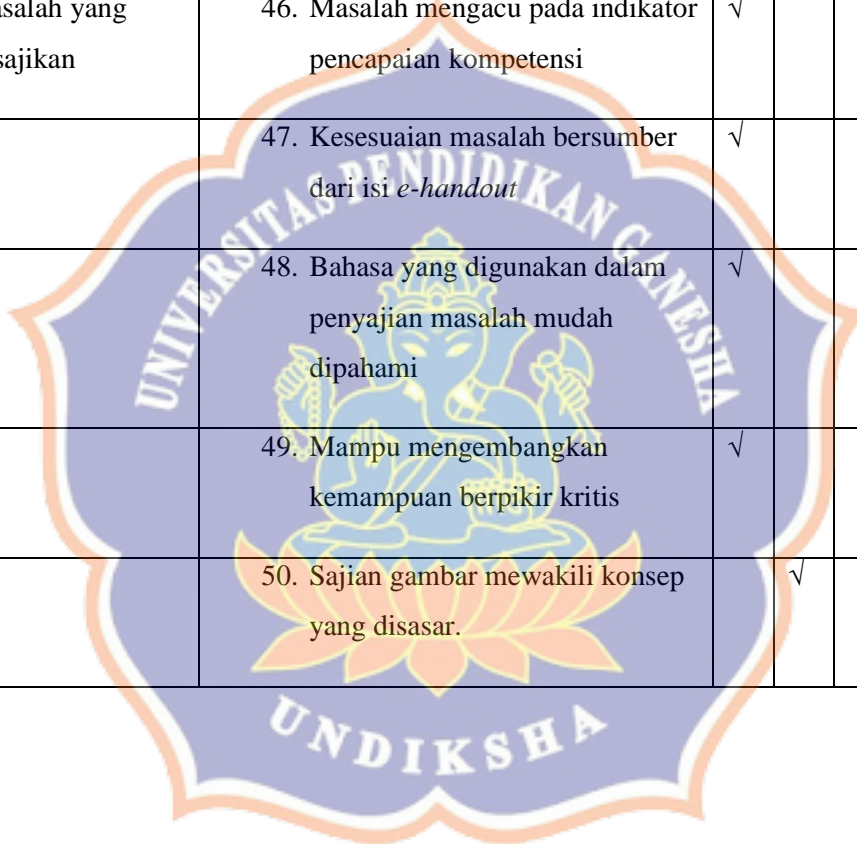 46. Masalah mengacu pada indikator √
sajikan pencapaian kompetensi
47. Kesesuaian masalah bersumber √
dari isi e-handout
48. Bahasa yang digunakan dalam √
penyajian masalah mudah
dipahami
49. Mampu mengembangkan √
kemampuan berpikir kritis
50. Sajian gambar mewakili konsep √
yang disasar.
UNIVERSITAS PENDIDIKAN GANESHA
UNDIKSHA